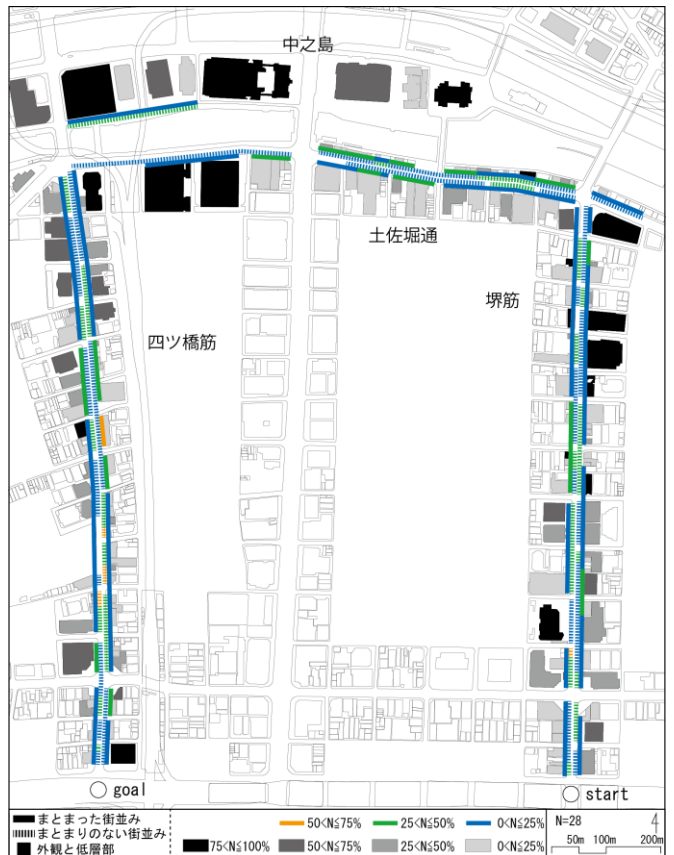 中之島
土佐堀通
堺筋
四ツ橋筋
goal
start
まとまった街並み
まとまりのない街並み
外観と低層部
50<N≦75%
25<N≦50%
0<N≦25%
75<N≦100%
50<N≦75%
25<N≦50%
0<N≦25%
N=28
4
50m 100m 200m